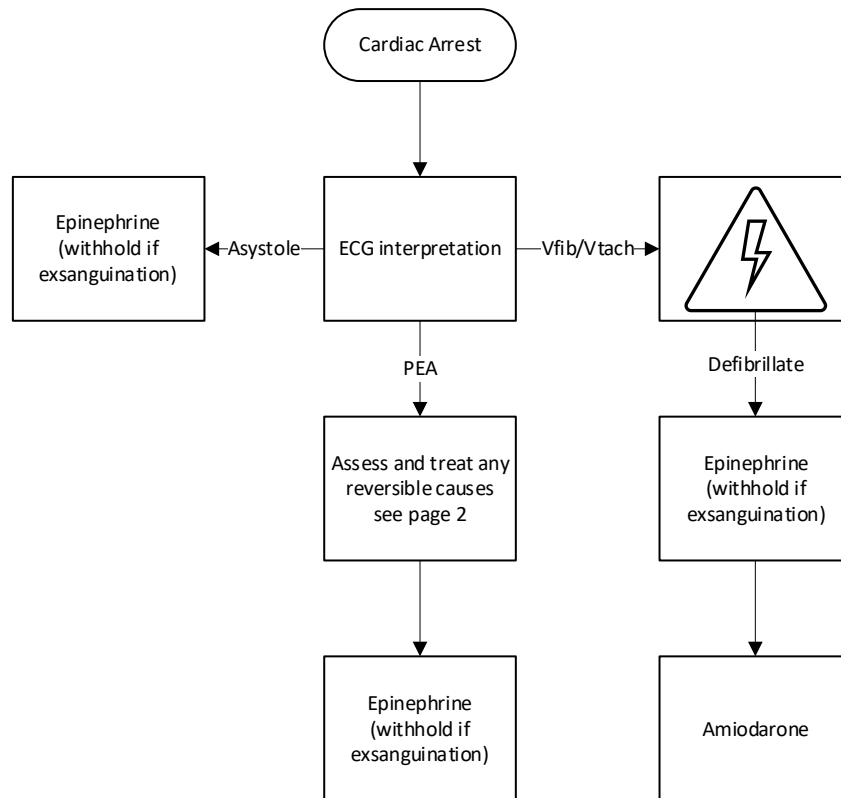 Cardiac Arrest
Epinephrine
(withhold if
exsanguination)
Asystole
ECG interpretation
Vfib/Vtach
PEA
Defibrillate
Assess and treat any
reversible causes
see page 2
Epinephrine
(withhold if
exsanguination)
Epinephrine
(withhold if
exsanguination)
Amiodarone